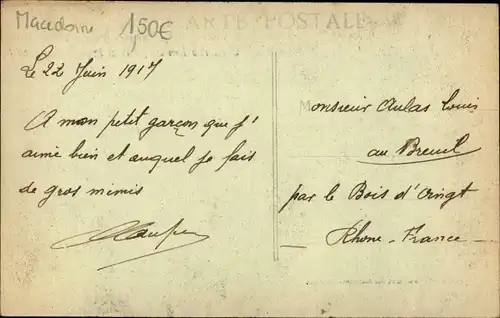 Macedoine
1,50€
CARTE POSTALE
Le 22 Juin 1917
A mon petit garçon que j'
aime bien et auquel je fais
de gros mimis
Monsieur Aulas Louis
au Breuil
par le Bois d'Oingt
Rhone - France